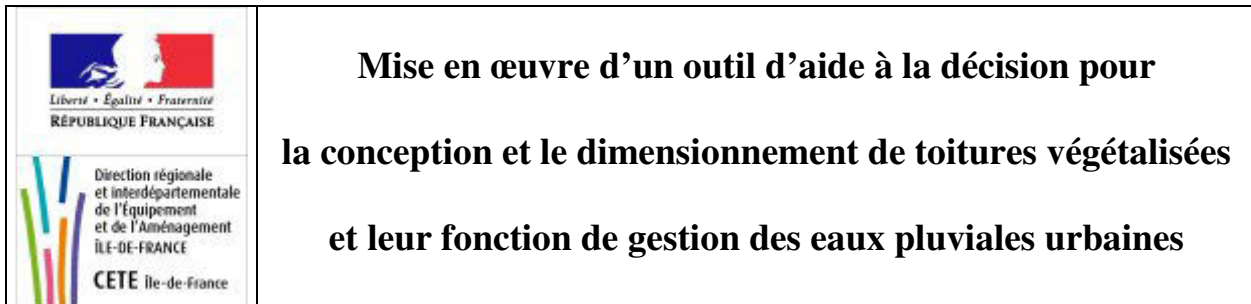 Liberté • Égalité • Fraternité
RÉPUBLIQUE FRANÇAISE
Direction régionale
et interdépartementale
de l'Équipement
et de l'Aménagement
ÎLE-DE-FRANCE
CETE Île-de-France
Mise en œuvre d'un outil d'aide à la décision pour
la conception et le dimensionnement de toitures végétalisées
et leur fonction de gestion des eaux pluviales urbaines